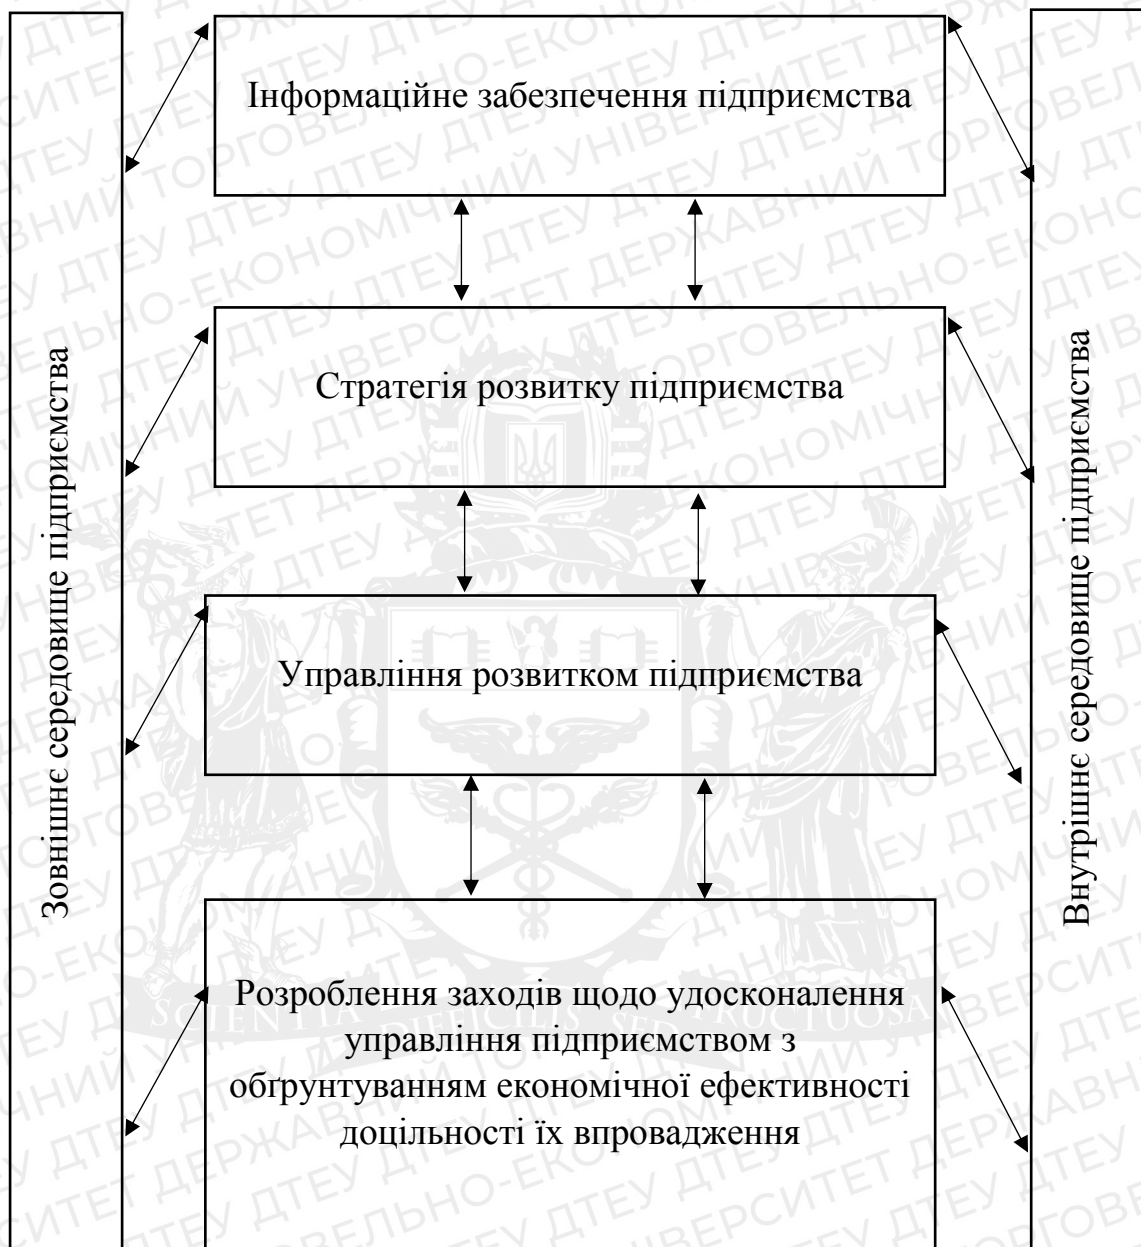 Інформаційне забезпечення підприємства
Стратегія розвитку підприємства
Зовнішнє середовище підприємства
Внутрішнє середовище підприємства
Управління розвитком підприємства
Розроблення заходів щодо удосконалення
управління підприємством з
обґрунтуванням економічної ефективності
доцільності їх впровадження